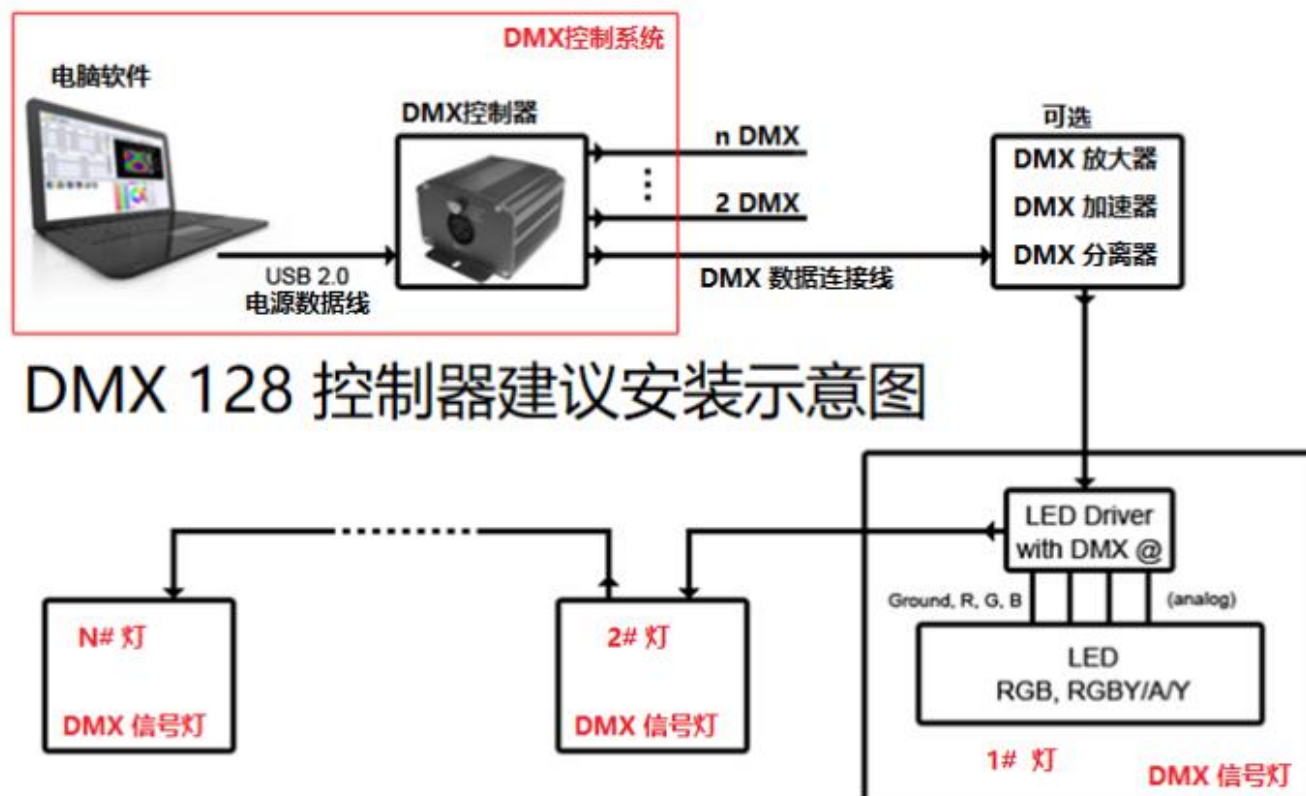 DMX控制系统
电脑软件
DMX控制器
n DMX
2 DMX
可选
DMX 放大器
DMX 加速器
DMX 分离器
USB 2.0
电源数据线
DMX 数据连接线
DMX 128 控制器建议安装示意图
LED Driver
with DMX @
Ground, R, G, B
(analog)
LED
RGB, RGBY/A/Y
1# 灯
DMX 信号灯
2# 灯
DMX 信号灯
N# 灯
DMX 信号灯